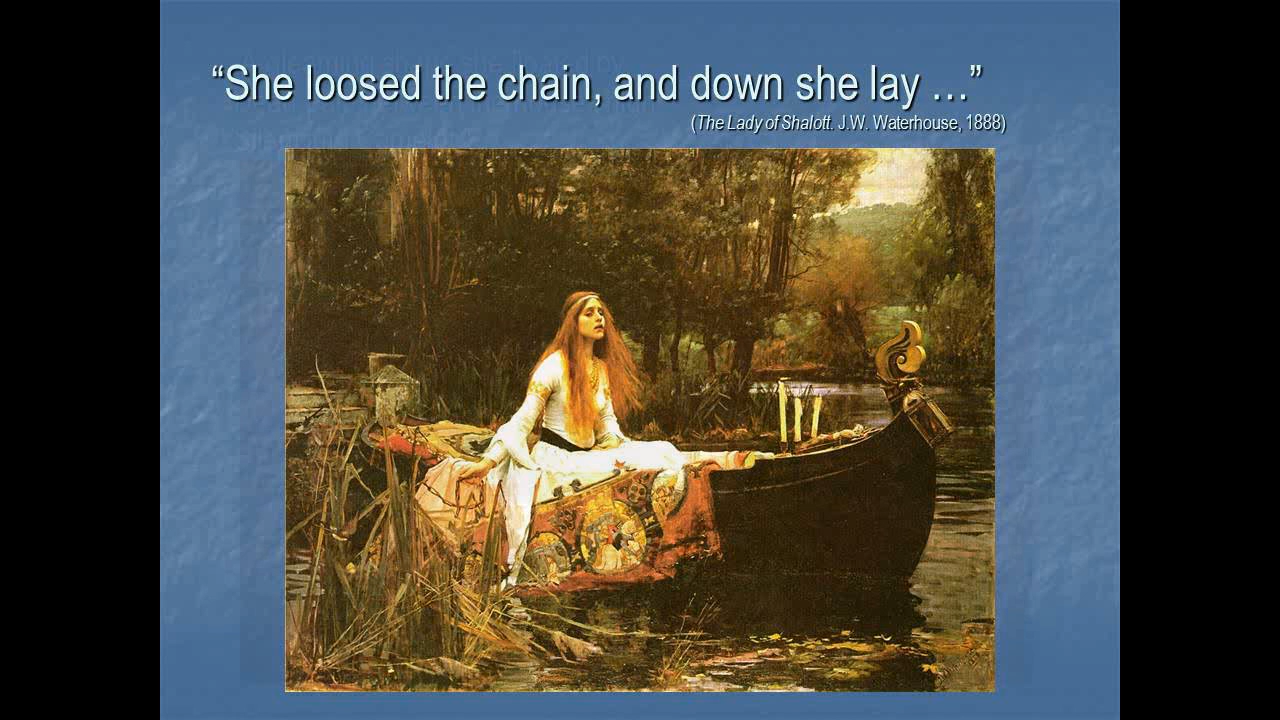 “She loosed the chain, and down she lay …”
(The Lady of Shalott. J.W. Waterhouse, 1888)